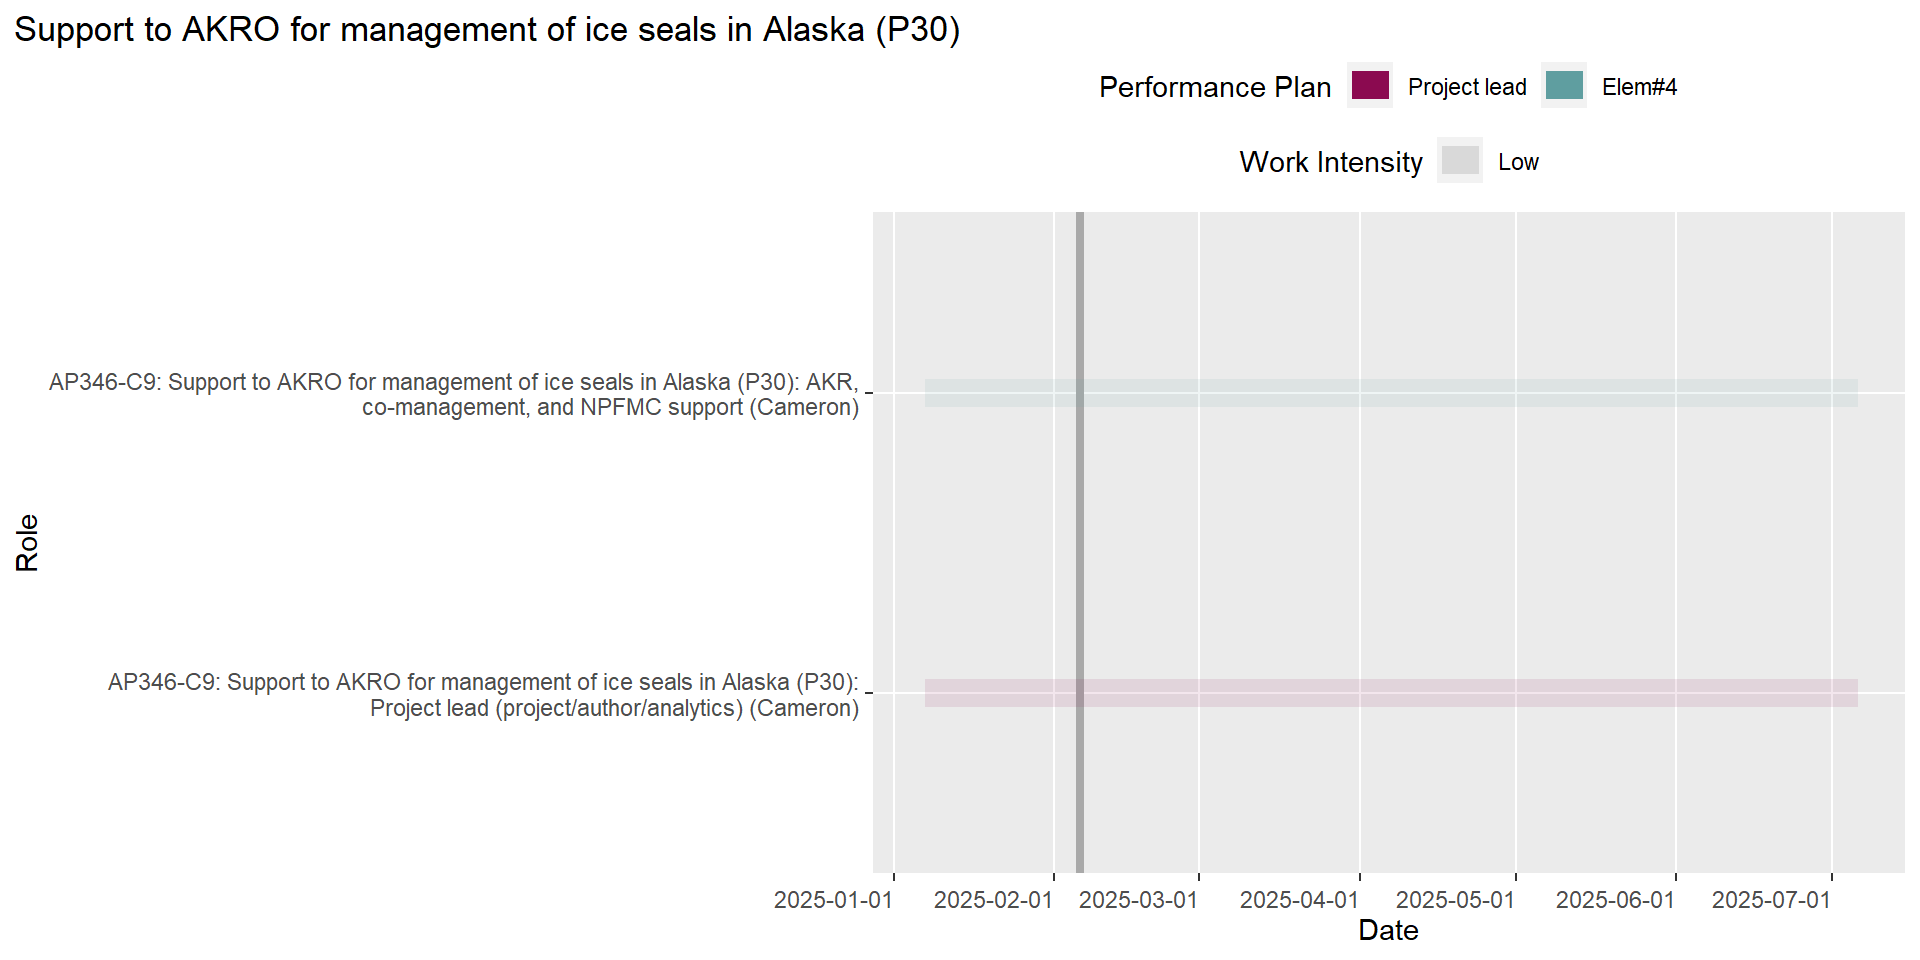 Support to AKRO for management of ice seals in Alaska (P30)
Performance Plan Project lead Elem#4
Work Intensity Low
AP346-C9: Support to AKRO for management of ice seals in Alaska (P30): AKR,
co-management, and NPFMC support (Cameron)
Role
AP346-C9: Support to AKRO for management of ice seals in Alaska (P30):
Project lead (project/author/analytics) (Cameron)
2025-01-01 2025-02-01 2025-03-01 2025-04-01 2025-05-01 2025-06-01 2025-07-01
Date